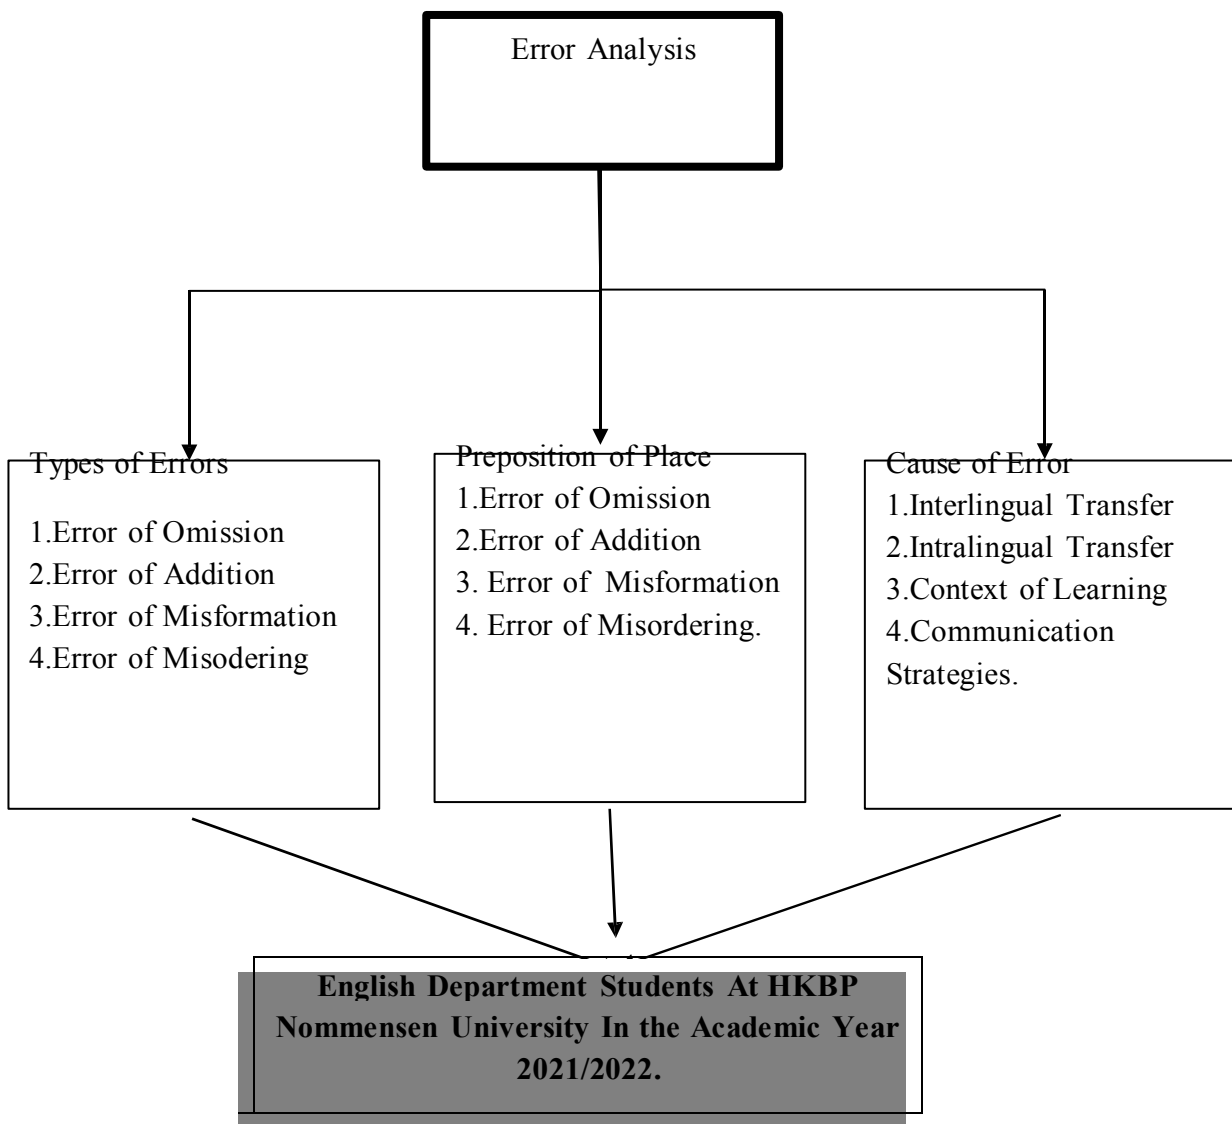 Error Analysis
Types of Errors
1.Error of Omission
2.Error of Addition
3.Error of Misformation
4.Error of Misodering
Preposition of Place
1.Error of Omission
2.Error of Addition
3. Error of Misformation
4. Error of Misordering.
Cause of Error
1.Interlingual Transfer
2.Intralingual Transfer
3.Context of Learning
4.Communication
Strategies.
English Department Students At HKBP
Nommensen University In the Academic Year
2021/2022.